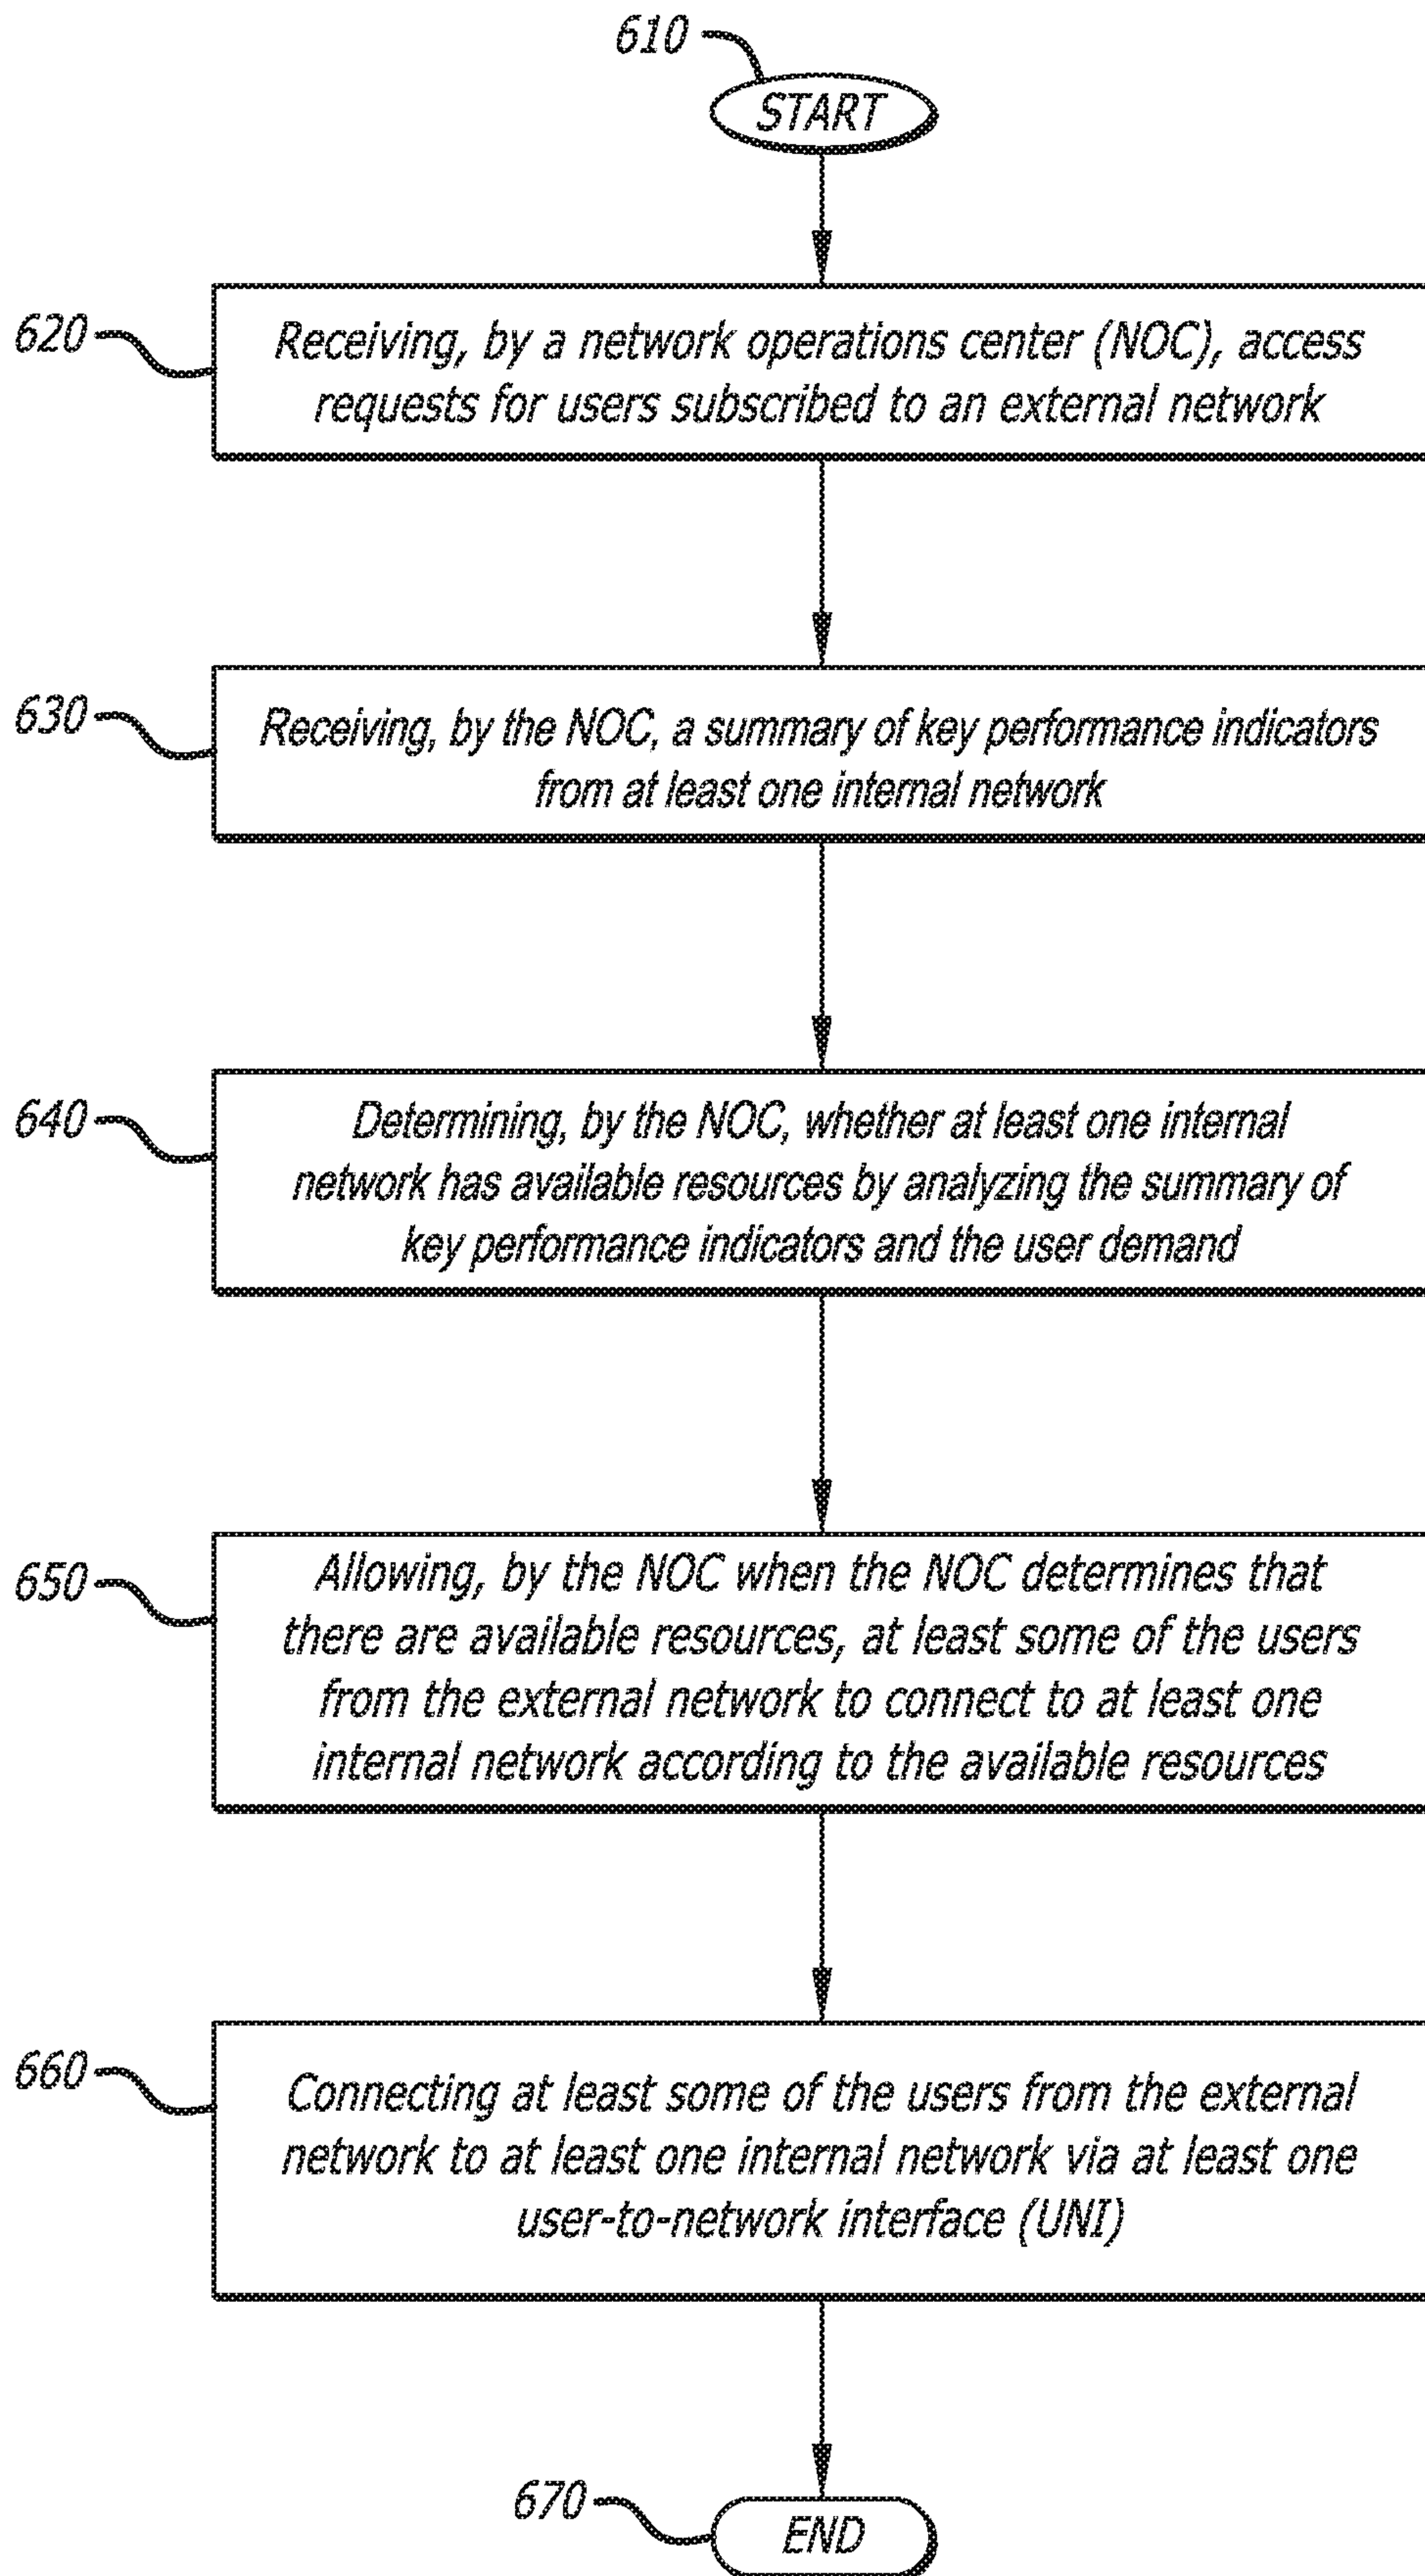 610
START
620
Receiving, by a network operations center (NOC), access
requests for users subscribed to an external network
630
Receiving, by the NOC, a summary of key performance indicators
from at least one internal network
640
Determining, by the NOC, whether at least one internal
network has available resources by analyzing the summary of
key performance indicators and the user demand
650
Allowing, by the NOC when the NOC determines that
there are available resources, at least some of the users
from the external network to connect to at least one
internal network according to the available resources
660
Connecting at least some of the users from the external
network to at least one internal network via at least one
user-to-network interface (UNI)
670
END